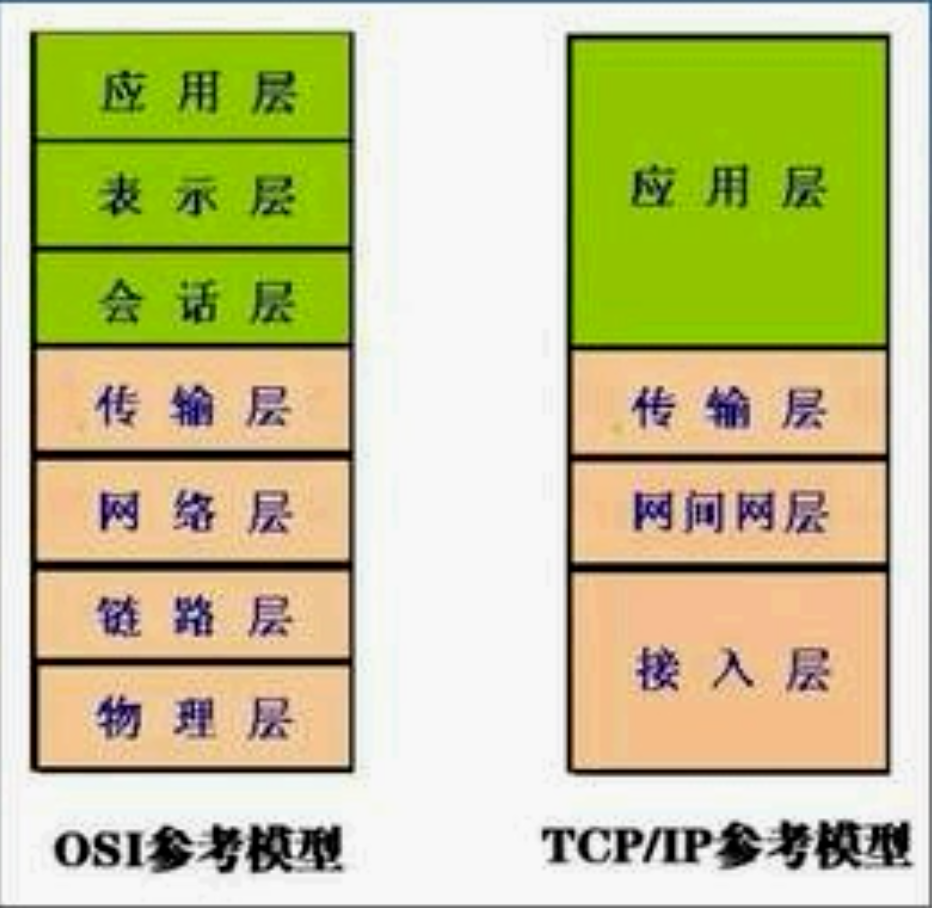 应用层
表示层
会话层
传输层
网络层
链路层
物理层
OSI参考模型
应用层
传输层
网间网层
接入层
TCP/IP参考模型